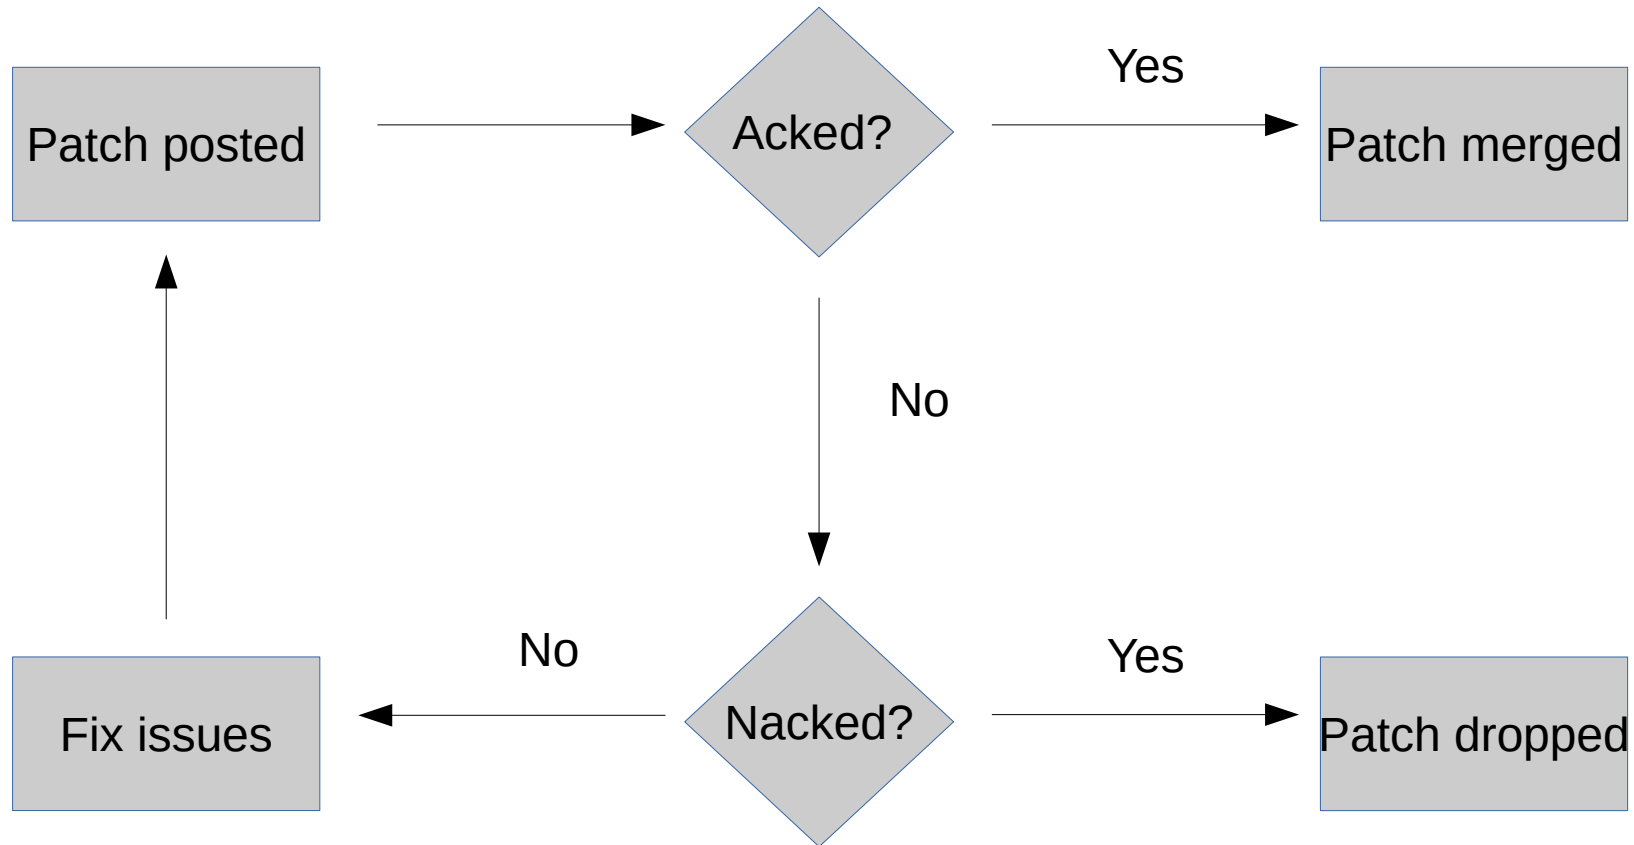 Patch posted
Acked?
Yes
Patch merged
No
Fix issues
No
Nacked?
Yes
Patch dropped